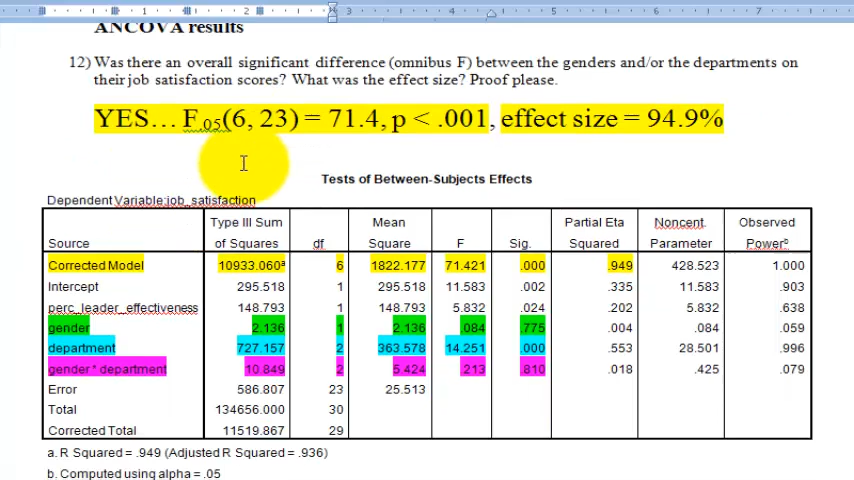 1 2 3 4 5 6 7
ANCOVA results
12) Was there an overall significant difference (omnibus F) between the genders and/or the departments on
their job satisfaction scores? What was the effect size? Proof please.
YES... F.05(6, 23) = 71.4, p < .001, effect size = 94.9%
Tests of Between-Subjects Effects
Dependent Variable:job_satisfaction
Source Type III Sum of Squares df Mean Square F Sig. Partial Eta Squared Noncent. Parameter Observed Powerᵇ
Corrected Model 10933.060ᵃ 6 1822.177 71.421 .000 .949 428.523 1.000
Intercept 295.518 1 295.518 11.583 .002 .335 11.583 .903
perc_leader_effectiveness 148.793 1 148.793 5.832 .024 .202 5.832 .638
gender 2.136 1 2.136 .084 .775 .004 .084 .059
department 727.157 2 363.578 14.251 .000 .553 28.501 .996
gender * department 10.849 2 5.424 .213 .810 .018 .425 .079
Error 586.807 23 25.513
Total 134656.000 30
Corrected Total 11519.867 29
a. R Squared = .949 (Adjusted R Squared = .936)
b. Computed using alpha = .05